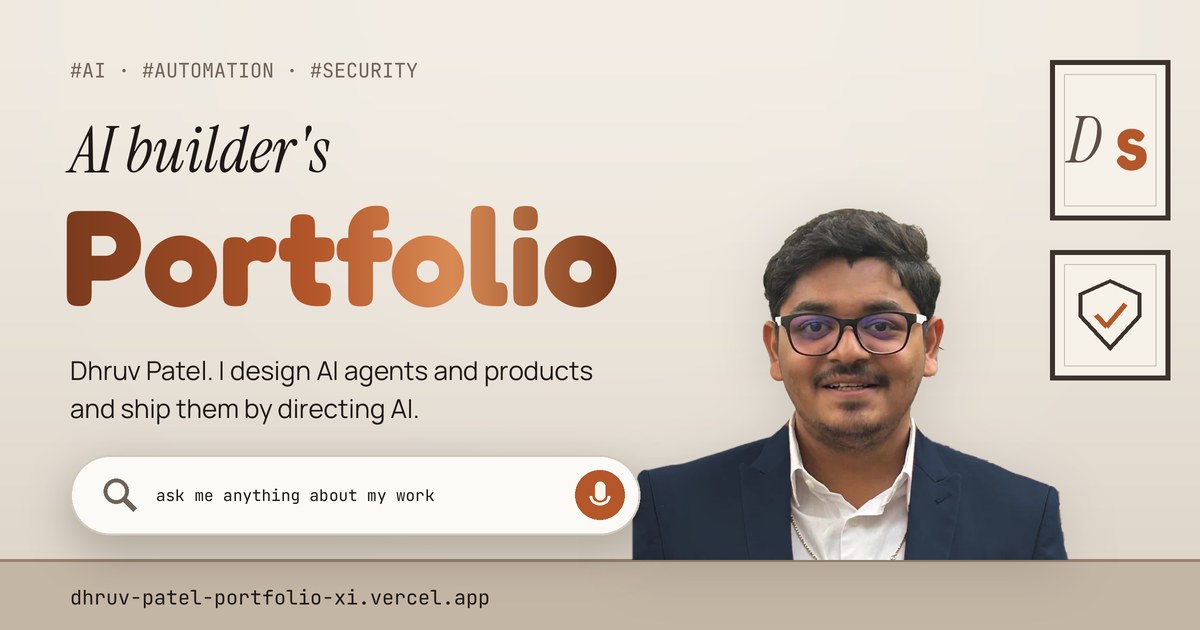 #AI · #AUTOMATION · #SECURITY
AI builder's
Portfolio
Dhruv Patel. I design AI agents and products
and ship them by directing AI.
ask me anything about my work
dhruv-patel-portfolio-xi.vercel.app
D s